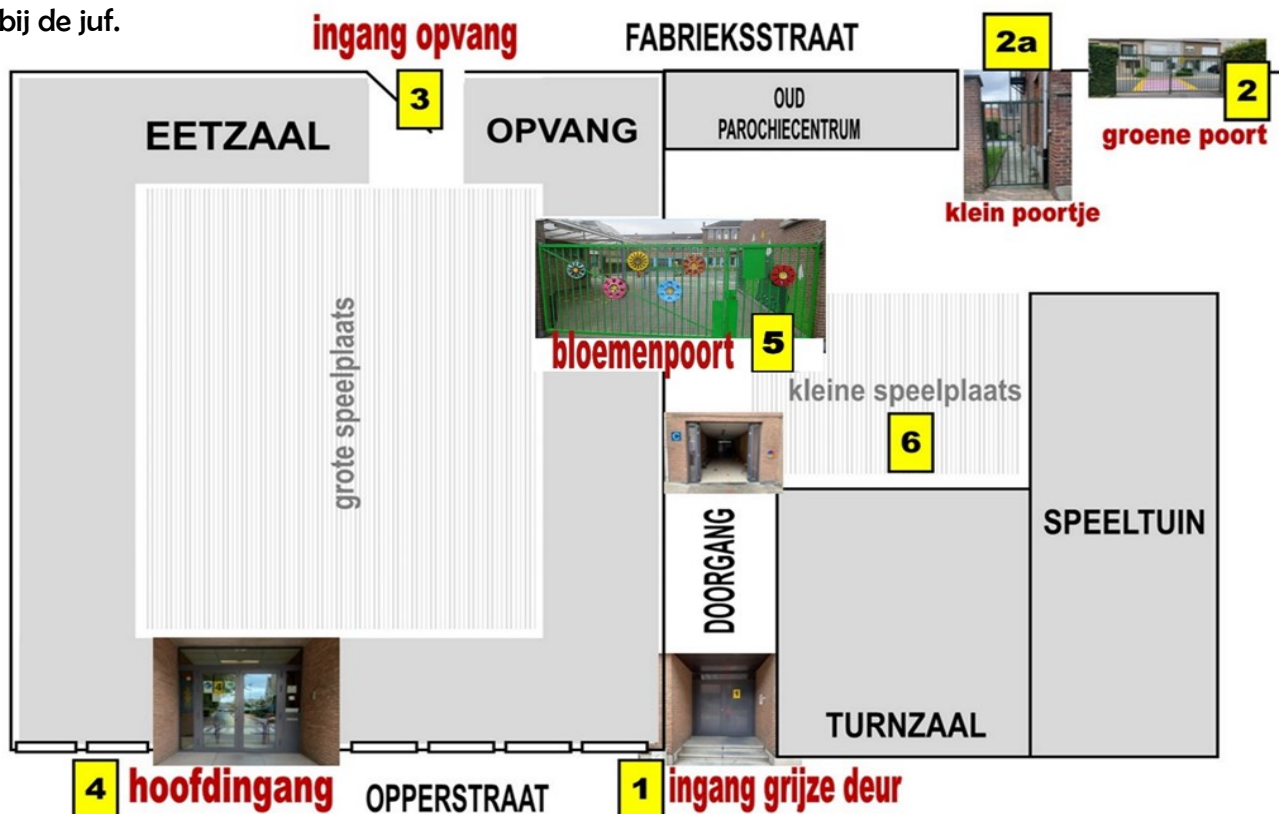 bij de juf.
ingang opvang
FABRIEKSSTRAAT
2a
2
groene poort
3
EETZAAL
OPVANG
OUD
PAROCHIECENTRUM
klein poortje
bloemenpoort
5
grote speelplaats
kleine speelplaats
6
C
DOORGANG
SPEELTUIN
TURNZAAL
4
hoofdingang
OPPERSTRAAT
1
ingang grijze deur